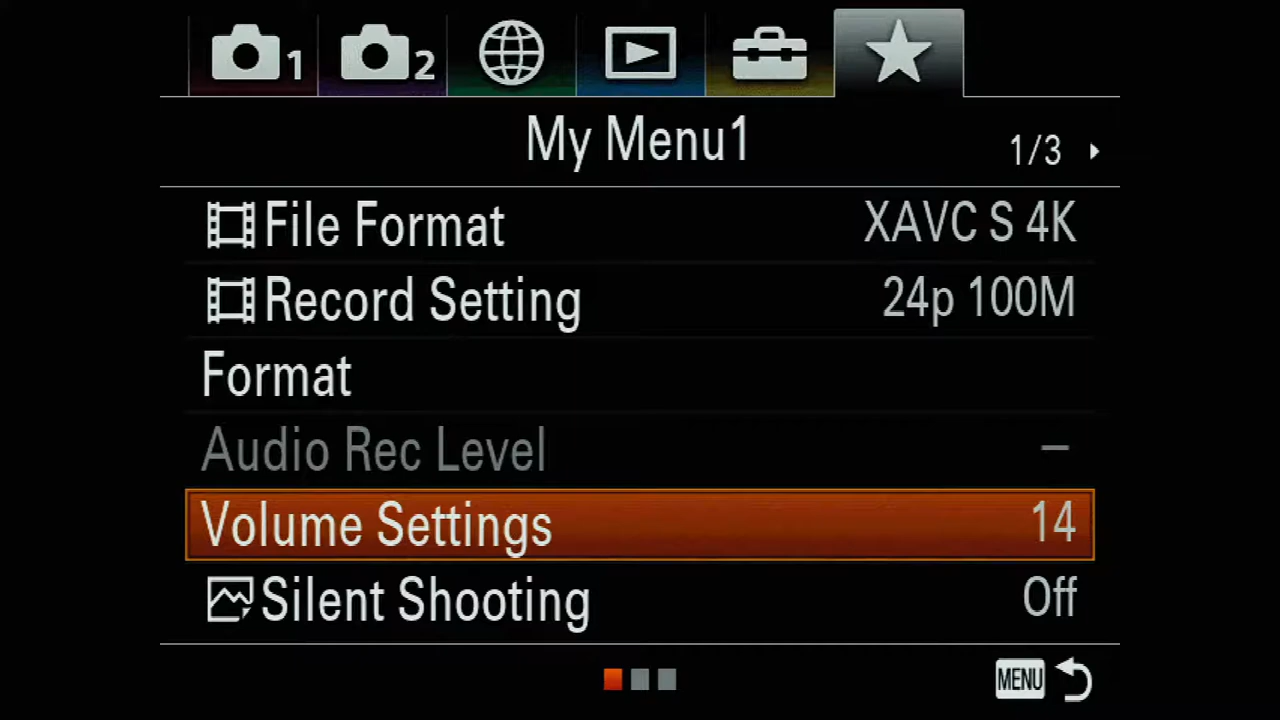 1 2
My Menu1 1/3
File Format XAVC S 4K
Record Setting 24p 100M
Format
Audio Rec Level –
Volume Settings 14
Silent Shooting Off
MENU